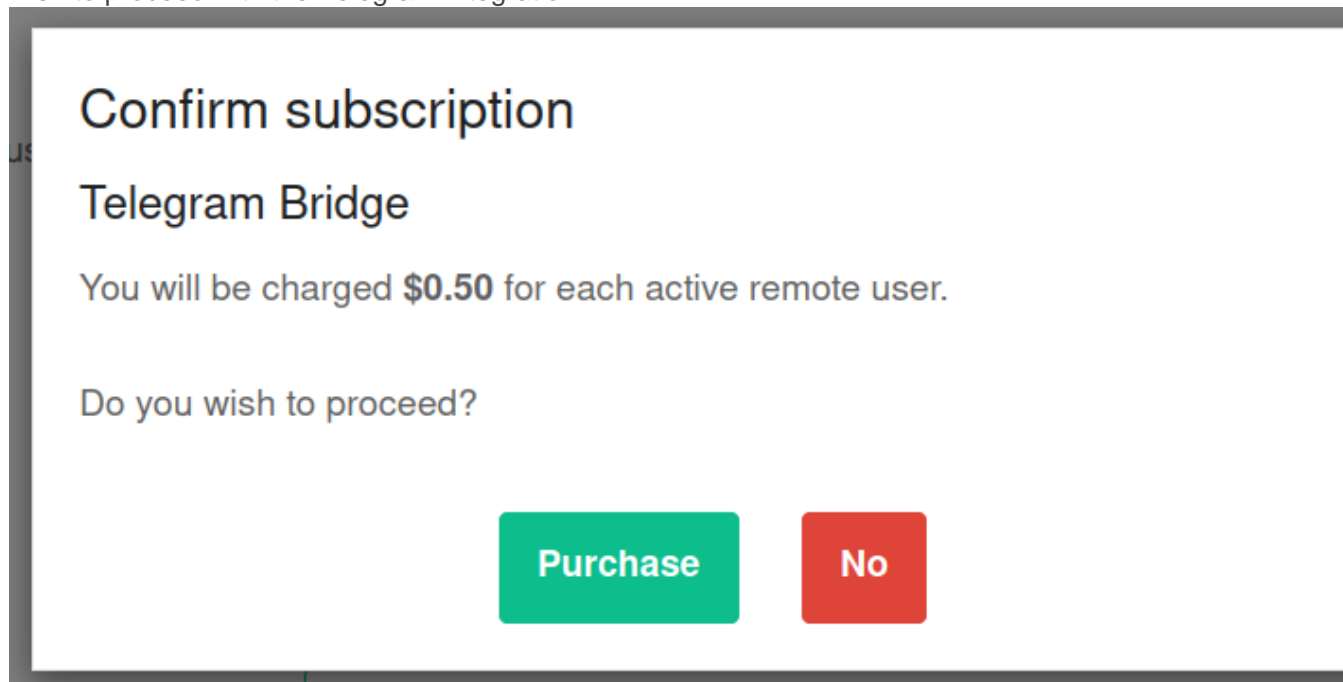 Confirm subscription
us
Telegram Bridge
You will be charged $0.50 for each active remote user.
Do you wish to proceed?
Purchase
No